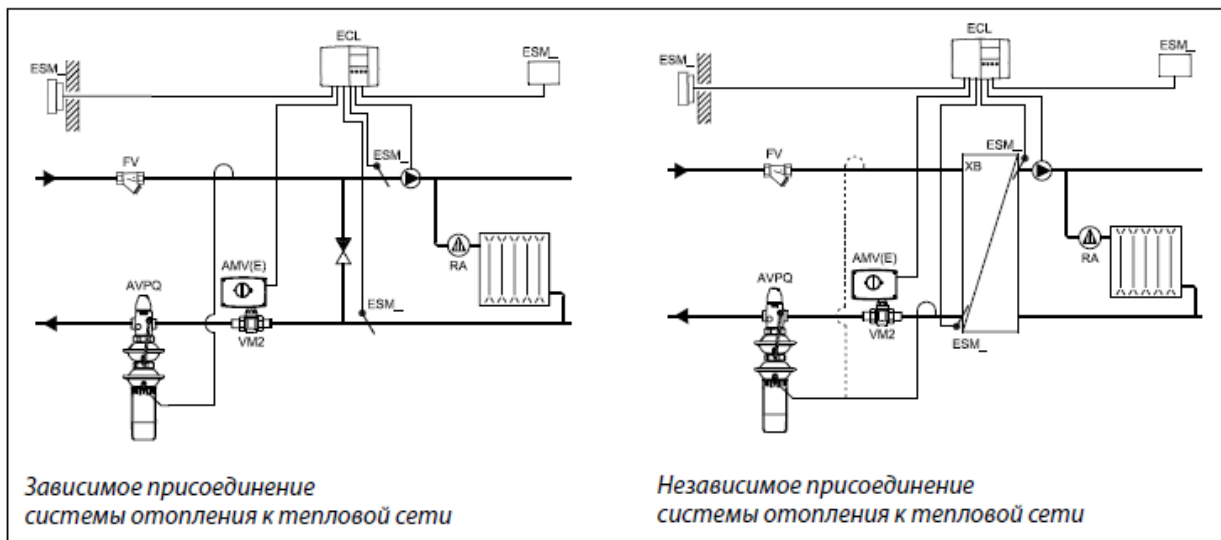 ECL
ESM_
ESM_
FV
ESM_
AMV(E)
RA
AVPQ
ESM_
VM2
Зависимое присоединение
системы отопления к тепловой сети
ECL
ESM_
ESM_
FV
ESM_
XB
AMV(E)
RA
AVPQ
VM2
ESM_
Независимое присоединение
системы отопления к тепловой сети